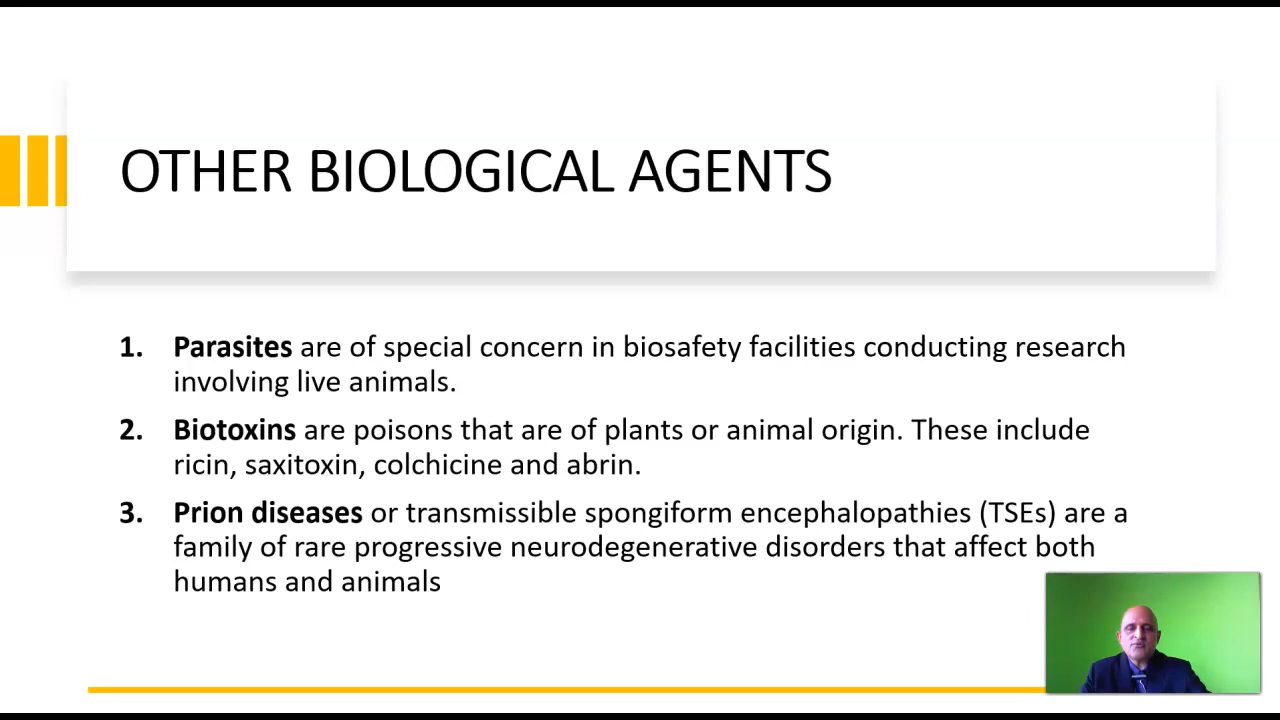 OTHER BIOLOGICAL AGENTS
1. Parasites are of special concern in biosafety facilities conducting research
involving live animals.
2. Biotoxins are poisons that are of plants or animal origin. These include
ricin, saxitoxin, colchicine and abrin.
3. Prion diseases or transmissible spongiform encephalopathies (TSEs) are a
family of rare progressive neurodegenerative disorders that affect both
humans and animals